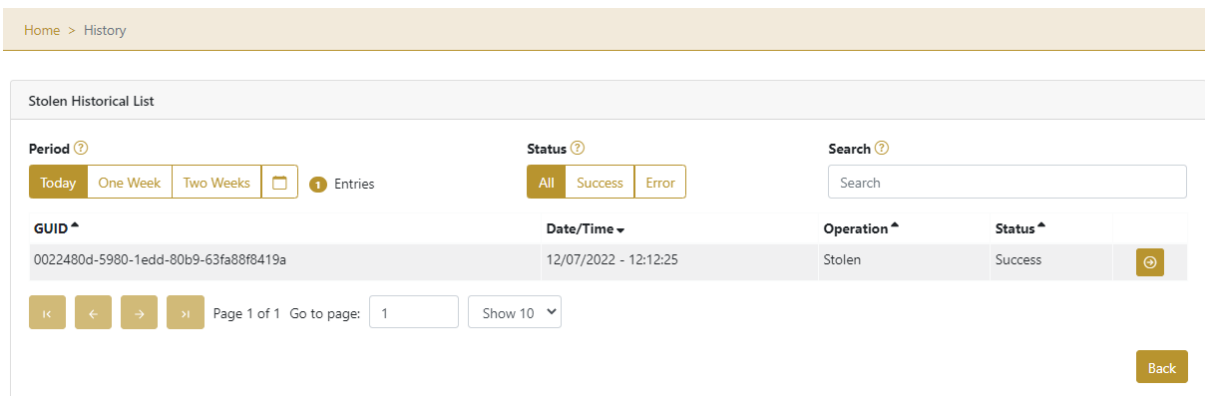 Home > History
Stolen Historical List
Period ? Status ? Search ?
Today One Week Two Weeks 1 Entries All Success Error Search
GUID Date/Time Operation Status
0022480d-5980-1edd-80b9-63fa88f8419a 12/07/2022 - 12:12:25 Stolen Success
Page 1 of 1 Go to page: 1 Show 10
Back